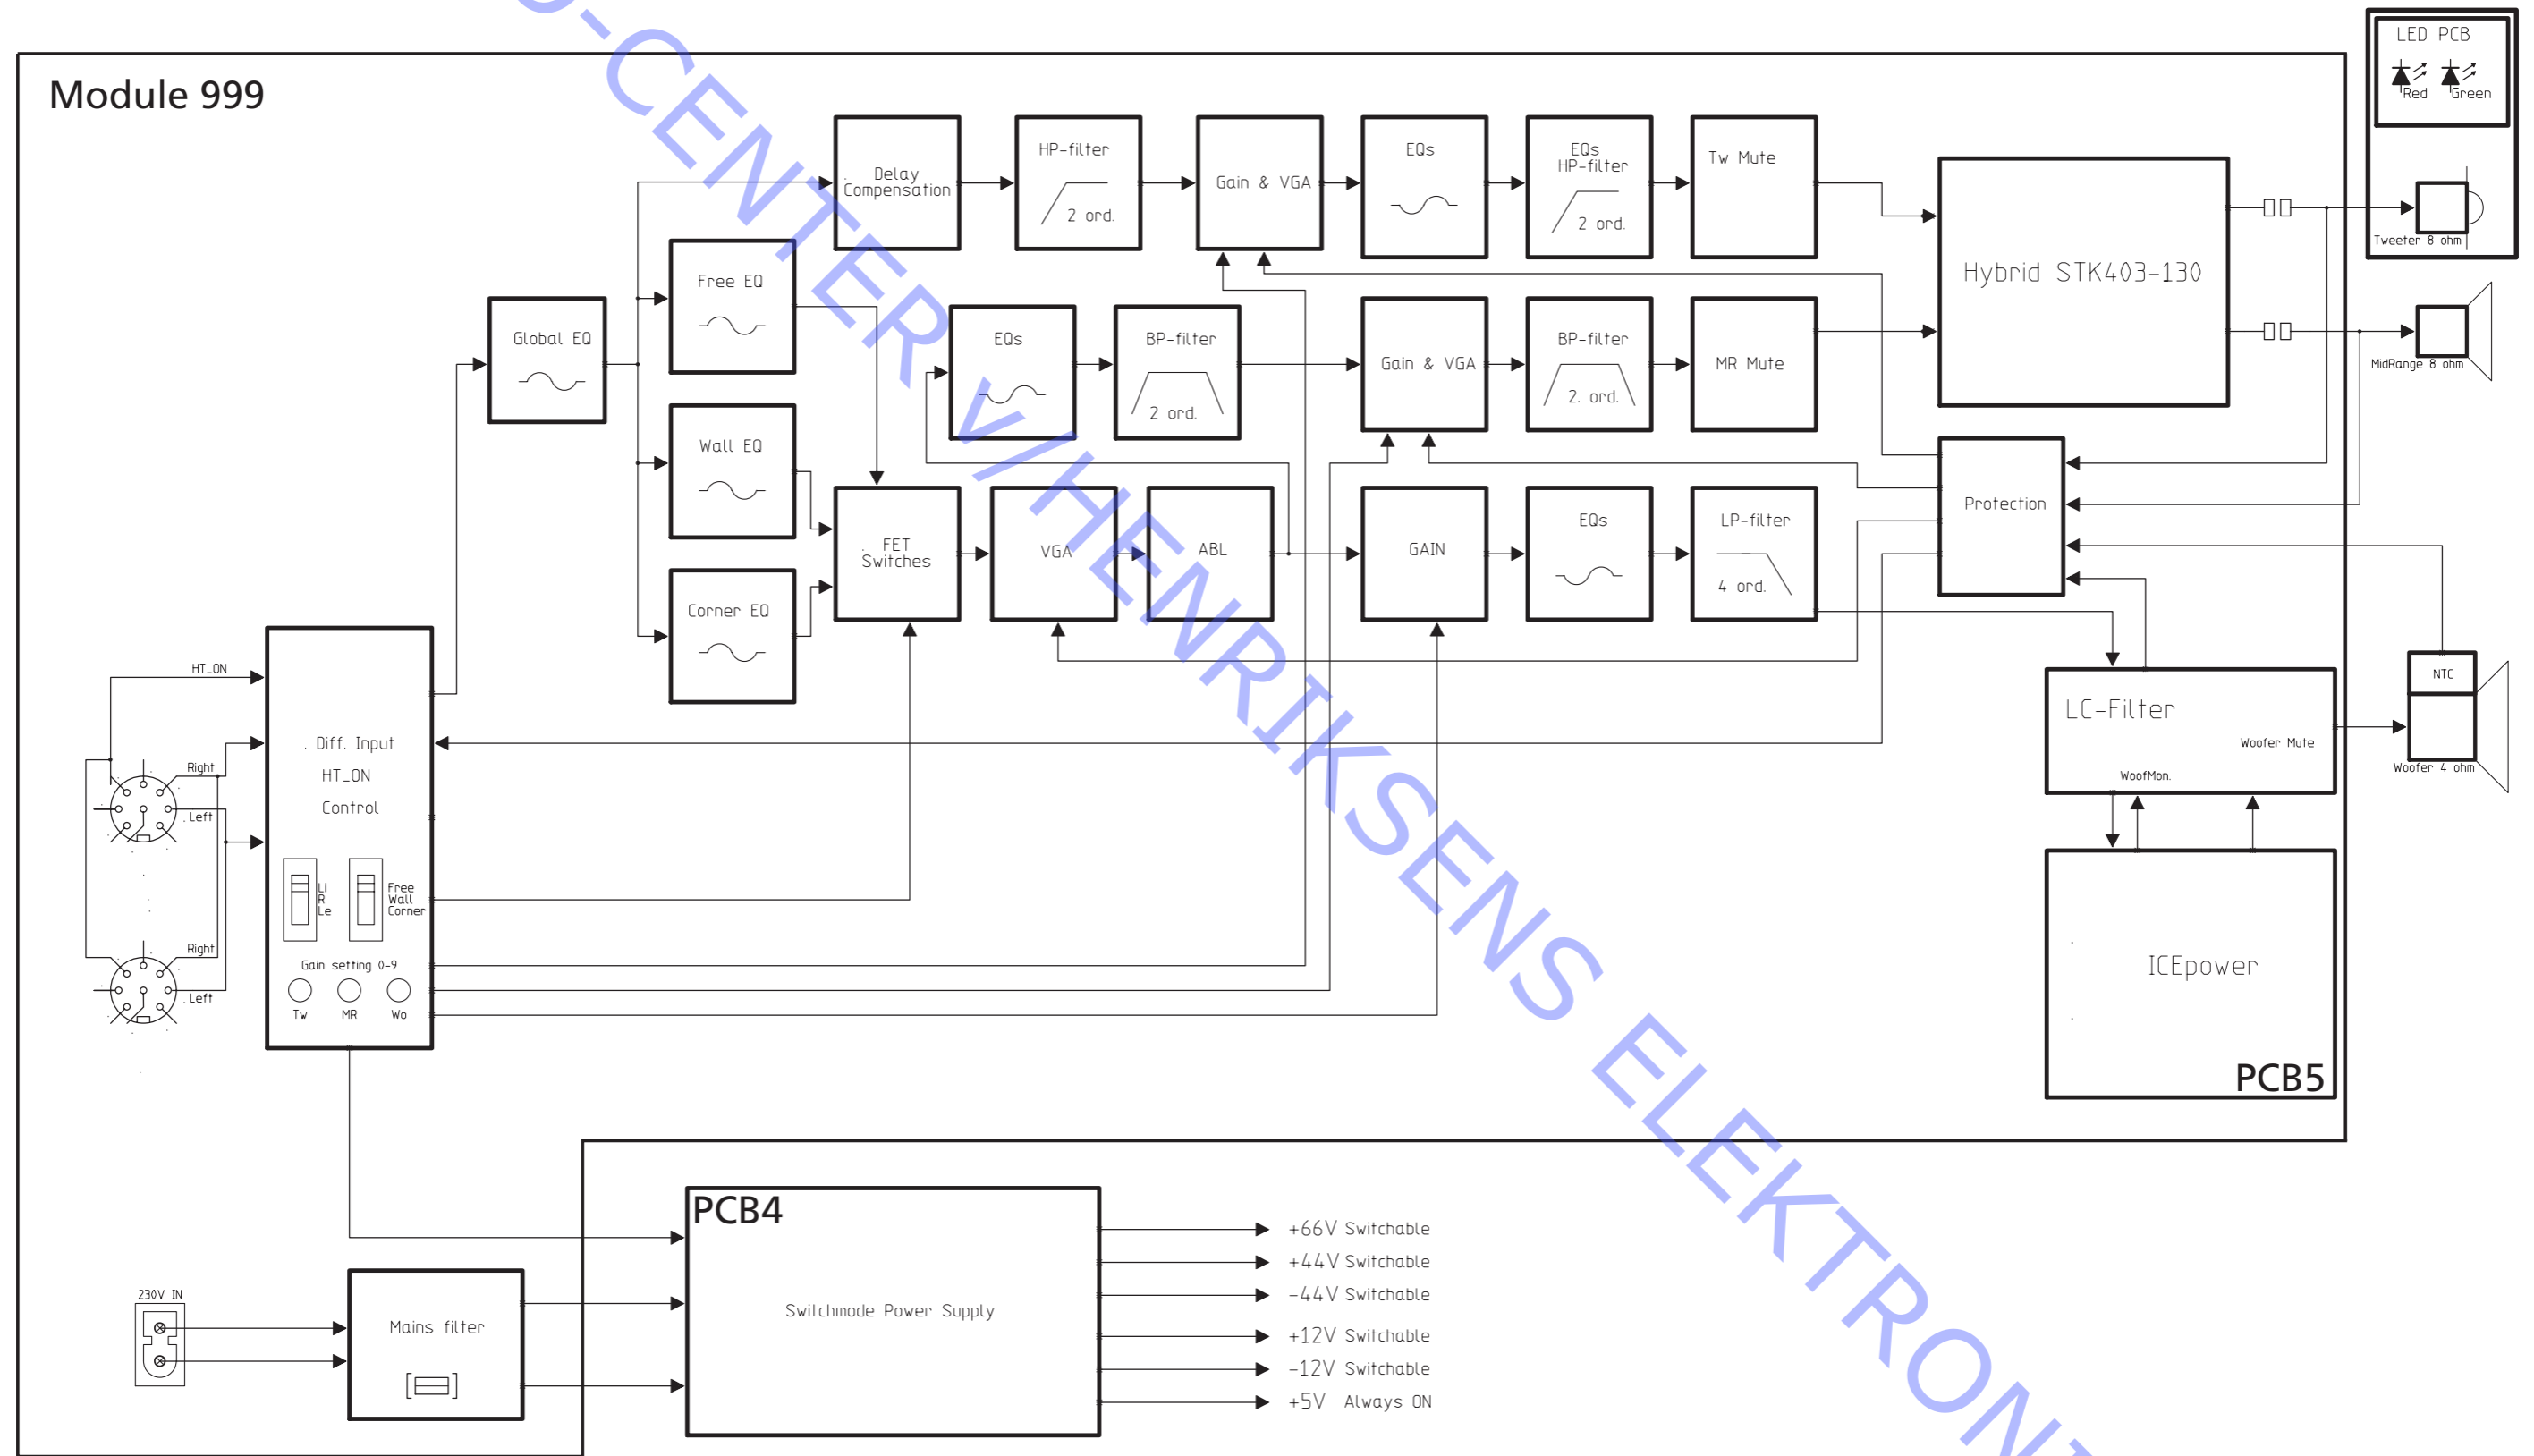 Module 999
LED PCB
Red
Green
Tweeter 8 ohm
MidRange 8 ohm
Delay
Compensation
HP-filter
2 ord.
Gain & VGA
EQs
EQs
HP-filter
2 ord.
Tw Mute
Hybrid STK403-130
Global EQ
Free EQ
Wall EQ
Corner EQ
EQs
BP-filter
2 ord.
Gain & VGA
BP-filter
2. ord.
MR Mute
FET
Switches
VGA
ABL
GAIN
EQs
LP-filter
4 ord.
Protection
LC-Filter
Woofer Mute
WoofMon.
NTC
Woofer 4 ohm
ICEpower
PCB5
HT_ON
Right
Left
Right
Left
Diff. Input
HT_ON
Control
Li
R
Le
Free
Wall
Corner
Gain setting 0-9
Tw
MR
Wo
230V IN
Mains filter
PCB4
Switchmode Power Supply
+66V Switchable
+44V Switchable
-44V Switchable
+12V Switchable
-12V Switchable
+5V Always ON
-CENTER v/HENRIKSENS ELEKTRON